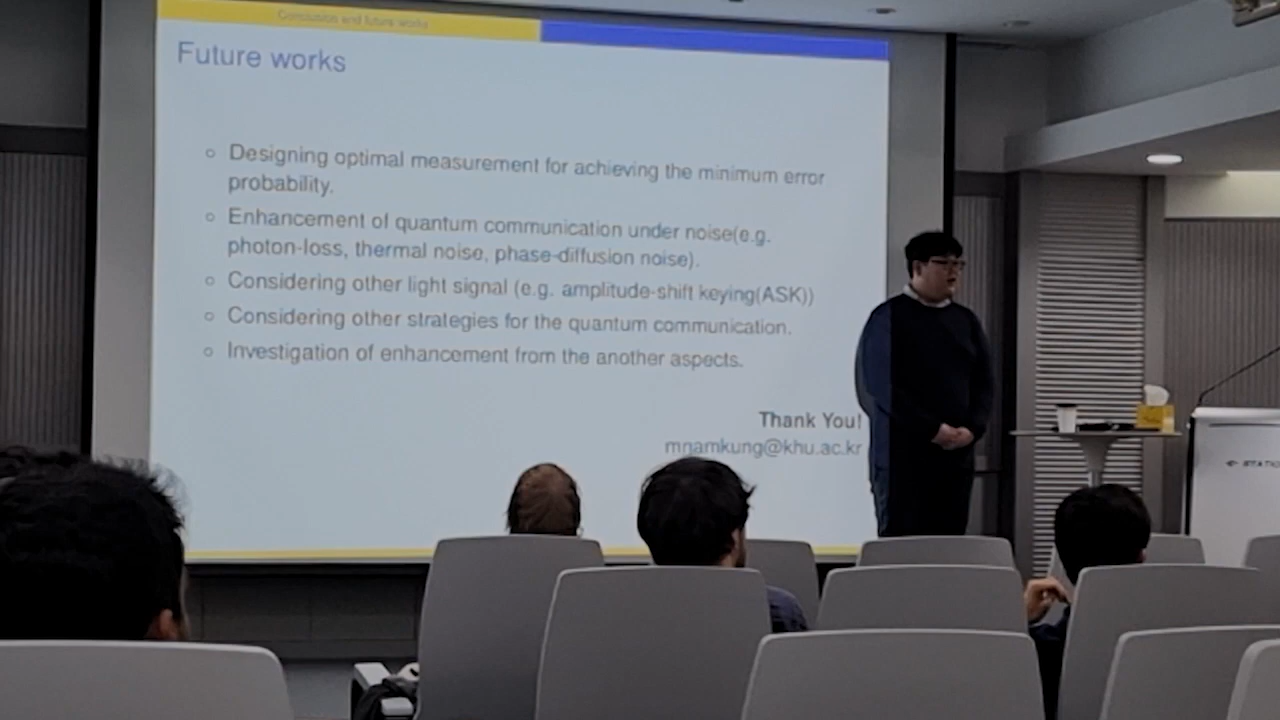 Conclusion and future works
Future works
Designing optimal measurement for achieving the minimum error
probability.
Enhancement of quantum communication under noise(e.g.
photon-loss, thermal noise, phase-diffusion noise).
Considering other light signal (e.g. amplitude-shift keying(ASK))
Considering other strategies for the quantum communication.
Investigation of enhancement from the another aspects.
Thank You!
mnamkung@khu.ac.kr